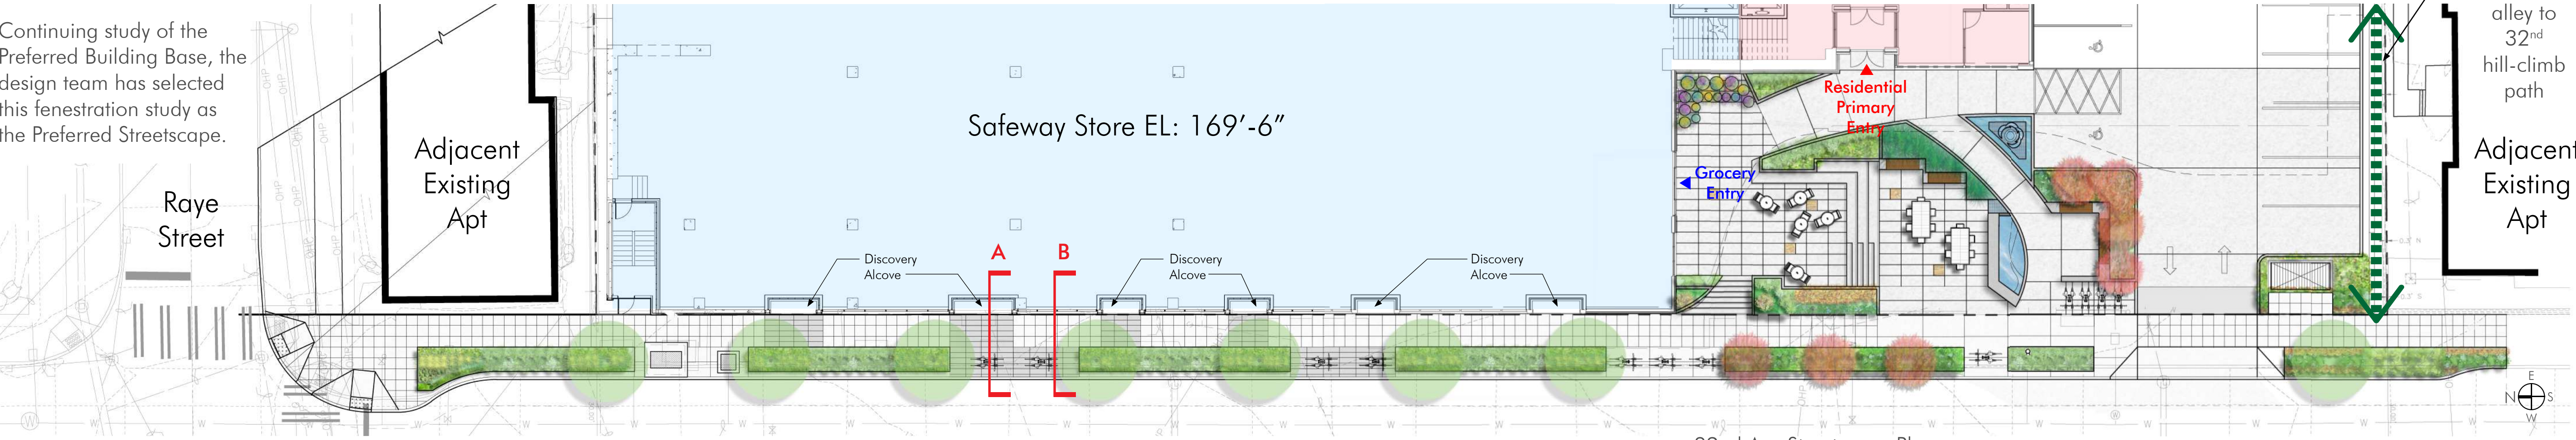 Continuing study of the
Preferred Building Base, the
design team has selected
this fenestration study as
the Preferred Streetscape.
Raye
Street
Adjacent
Existing
Apt
Safeway Store EL: 169'-6"
Discovery
Alcove
A
B
Discovery
Alcove
Discovery
Alcove
Grocery
Entry
Residential
Primary
Entry
alley to
32nd
hill-climb
path
Adjacent
Existing
Apt
E
N S
W